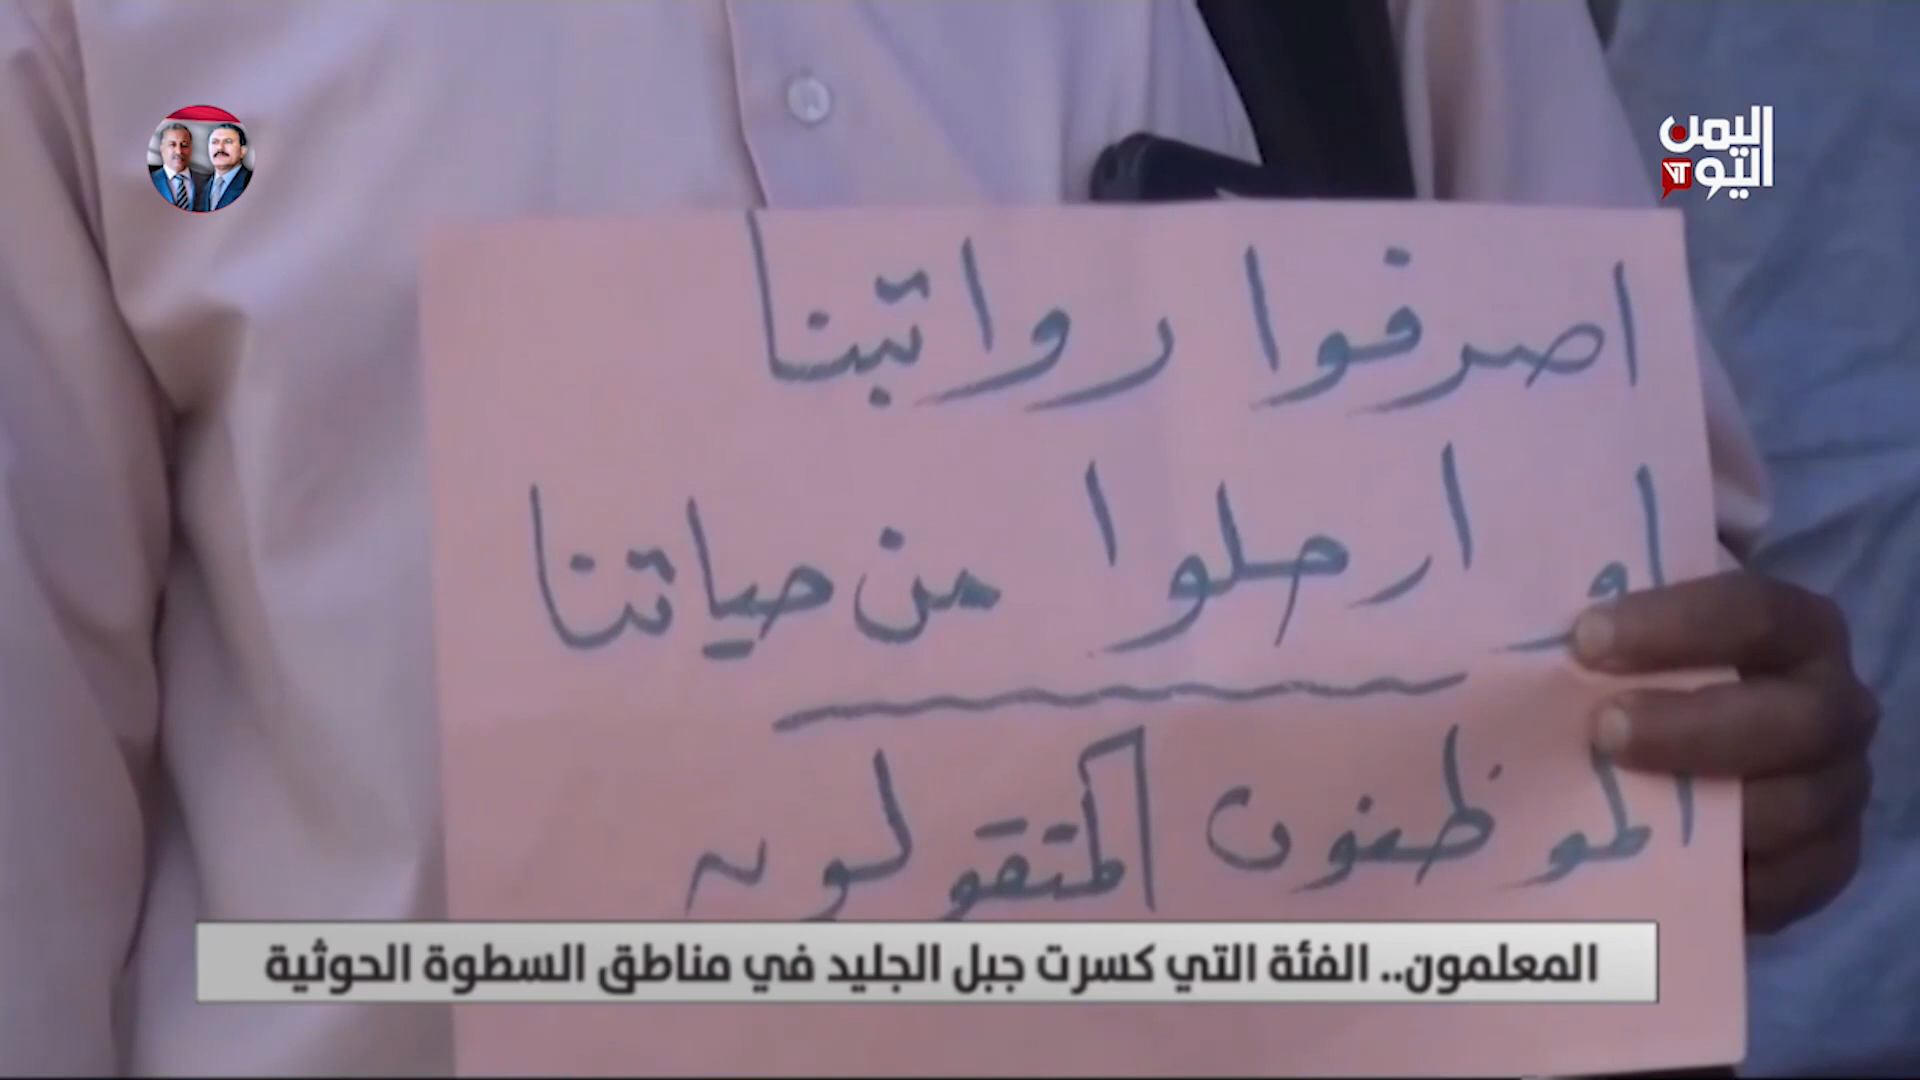 اليمن
اليوم
YT
اصرفوا رواتبنا
او ارحلوا من حياتنا
الموظفون المتقولون
المعلمون.. الفئة التي كسرت جبل الجليد في مناطق السطوة الحوثية